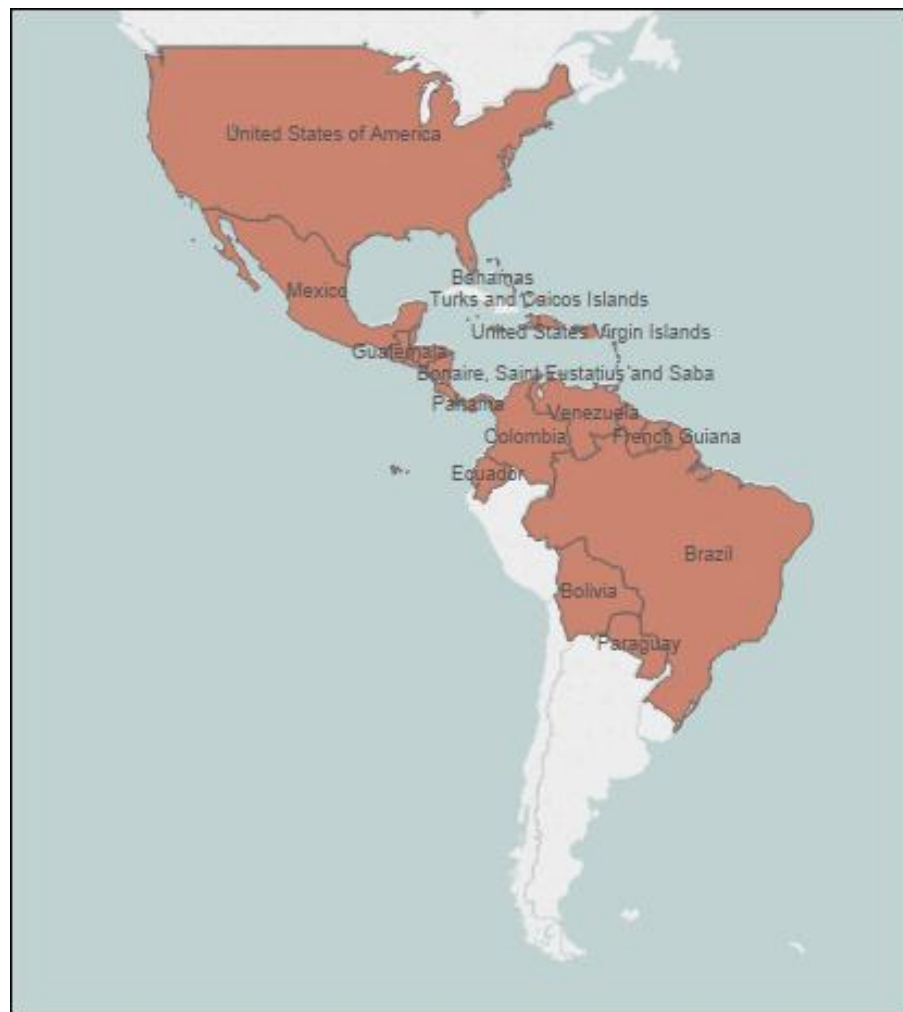 United States of America
Bahamas
Mexico
Turks and Caicos Islands
United States Virgin Islands
Guatemala
Bonaire, Saint Eustatius and Saba
Panama
Venezuela
Colombia
French Guiana
Ecuador
Brazil
Bolivia
Paraguay